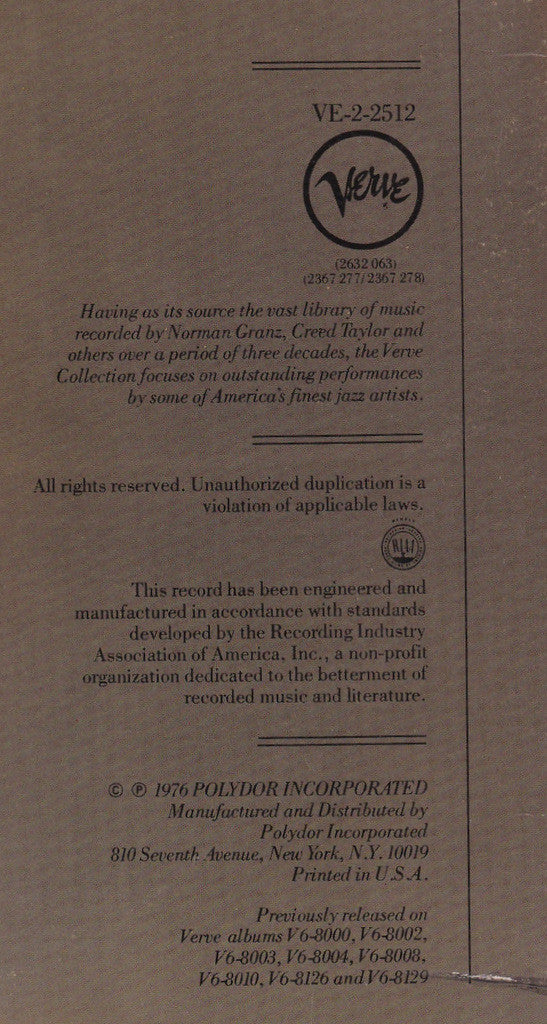 VE-2-2512
Verve
(2632 063)
(2367 277/2367 278)
Having as its source the vast library of music
recorded by Norman Granz, Creed Taylor and
others over a period of three decades, the Verve
Collection focuses on outstanding performances
by some of America's finest jazz artists.
All rights reserved. Unauthorized duplication is a
violation of applicable laws.
This record has been engineered and
manufactured in accordance with standards
developed by the Recording Industry
Association of America, Inc., a non-profit
organization dedicated to the betterment of
recorded music and literature.
© ℗ 1976 POLYDOR INCORPORATED
Manufactured and Distributed by
Polydor Incorporated
810 Seventh Avenue, New York, N.Y. 10019
Printed in U.S.A.
Previously released on
Verve albums V6-8000, V6-8002,
V6-8003, V6-8004, V6-8008,
V6-8010, V6-8126 and V6-8129